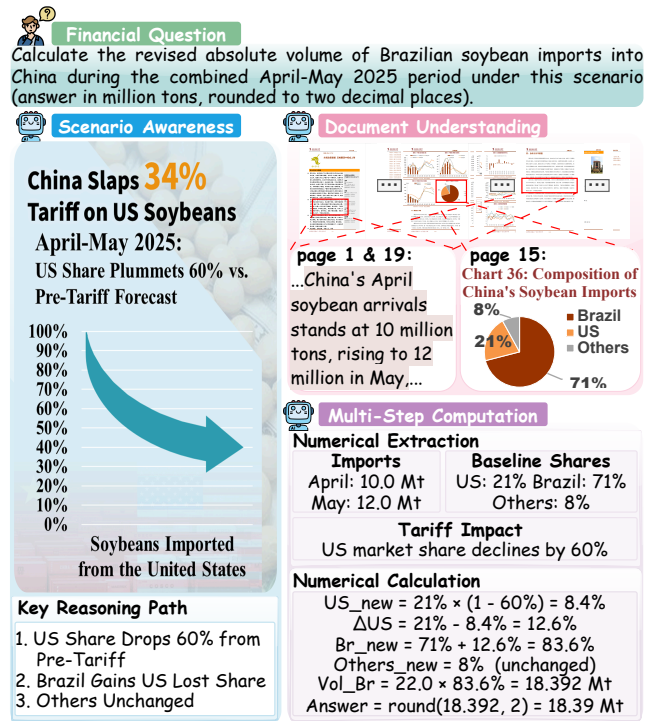 Financial Question
Calculate the revised absolute volume of Brazilian soybean imports into
China during the combined April-May 2025 period under this scenario
(answer in million tons, rounded to two decimal places).
Scenario Awareness
China Slaps 34%
Tariff on US Soybeans
April-May 2025:
US Share Plummets 60% vs.
Pre-Tariff Forecast
100%
90%
80%
70%
60%
50%
40%
30%
20%
10%
0%
Soybeans Imported
from the United States
Key Reasoning Path
1. US Share Drops 60% from
Pre-Tariff
2. Brazil Gains US Lost Share
3. Others Unchanged
Document Understanding
page 1 & 19:
...China's April
soybean arrivals
stands at 10 million
tons, rising to 12
million in May,...
page 15:
Chart 36: Composition of
China's Soybean Imports
8%
21%
71%
Brazil
US
Others
Multi-Step Computation
Numerical Extraction
Imports
April: 10.0 Mt
May: 12.0 Mt
Baseline Shares
US: 21% Brazil: 71%
Others: 8%
Tariff Impact
US market share declines by 60%
Numerical Calculation
US_new = 21% × (1 - 60%) = 8.4%
ΔUS = 21% - 8.4% = 12.6%
Br_new = 71% + 12.6% = 83.6%
Others_new = 8% (unchanged)
Vol_Br = 22.0 × 83.6% = 18.392 Mt
Answer = round(18.392, 2) = 18.39 Mt